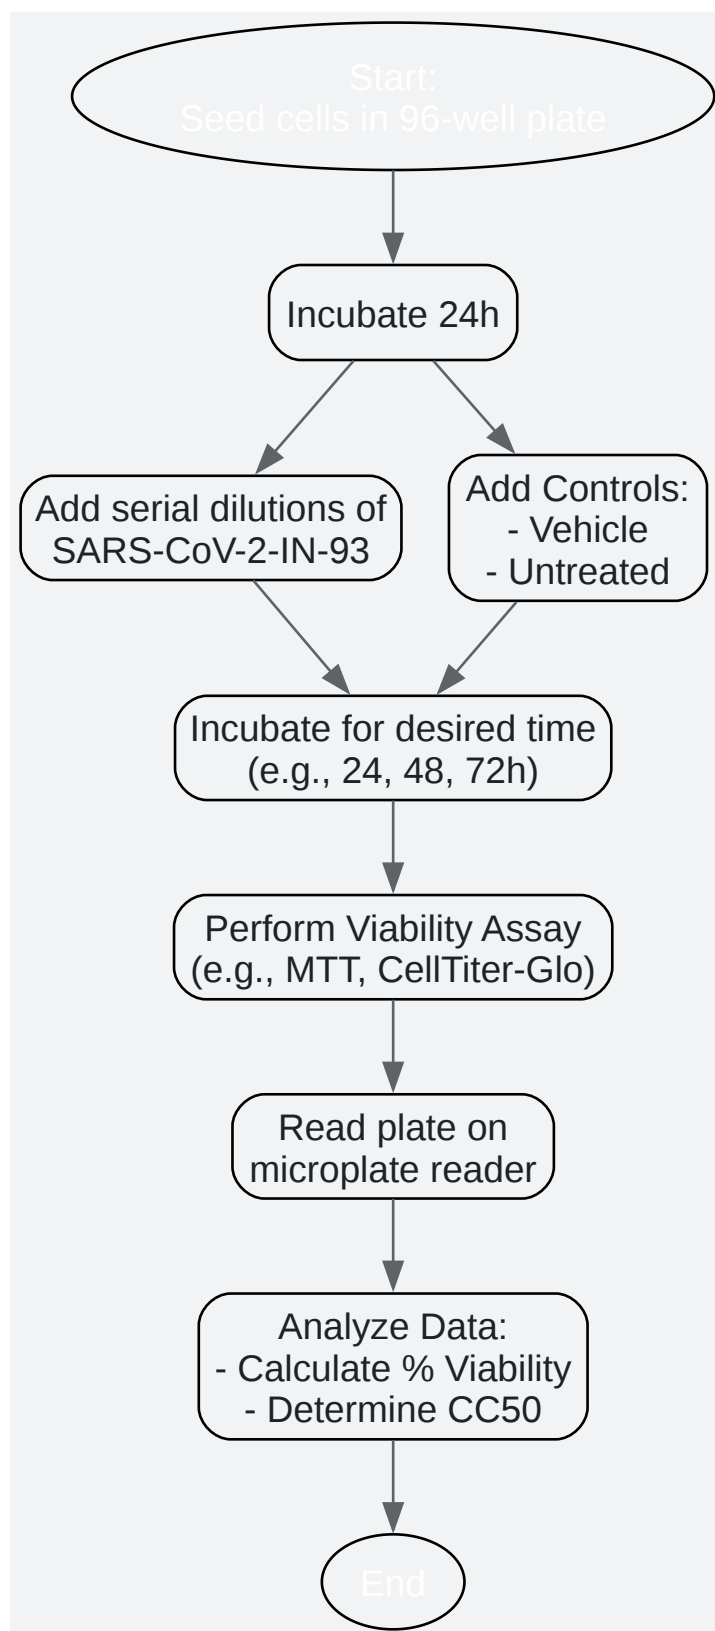 Start:
Seed cells in 96-well plate
Incubate 24h
Add serial dilutions of
SARS-CoV-2-IN-93
Add Controls:
- Vehicle
- Untreated
Incubate for desired time
(e.g., 24, 48, 72h)
Perform Viability Assay
(e.g., MTT, CellTiter-Glo)
Read plate on
microplate reader
Analyze Data:
- Calculate % Viability
- Determine CC50
End